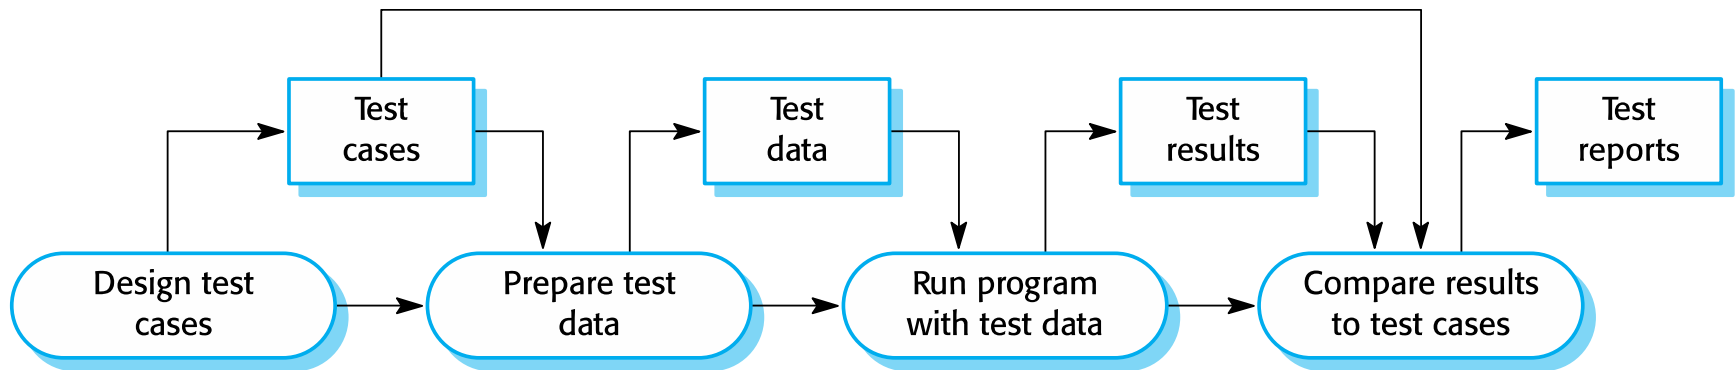 Test
cases
Test
data
Test
results
Test
reports
Design test
cases
Prepare test
data
Run program
with test data
Compare results
to test cases